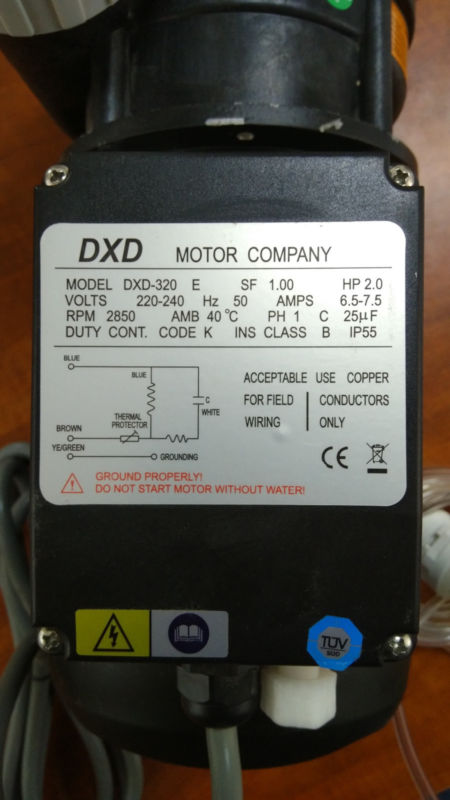 DXD MOTOR COMPANY
MODEL DXD-320 E SF 1.00 HP 2.0
VOLTS 220-240 Hz 50 AMPS 6.5-7.5
RPM 2850 AMB 40℃ PH 1 C 25μF
DUTY CONT. CODE K INS CLASS B IP55
BLUE
BLUE
C
WHITE
THERMAL
PROTECTOR
BROWN
YE/GREEN
GROUNDING
ACCEPTABLE USE COPPER
FOR FIELD CONDUCTORS
WIRING ONLY
CE
GROUND PROPERLY!
DO NOT START MOTOR WITHOUT WATER!
TÜV
SÜD